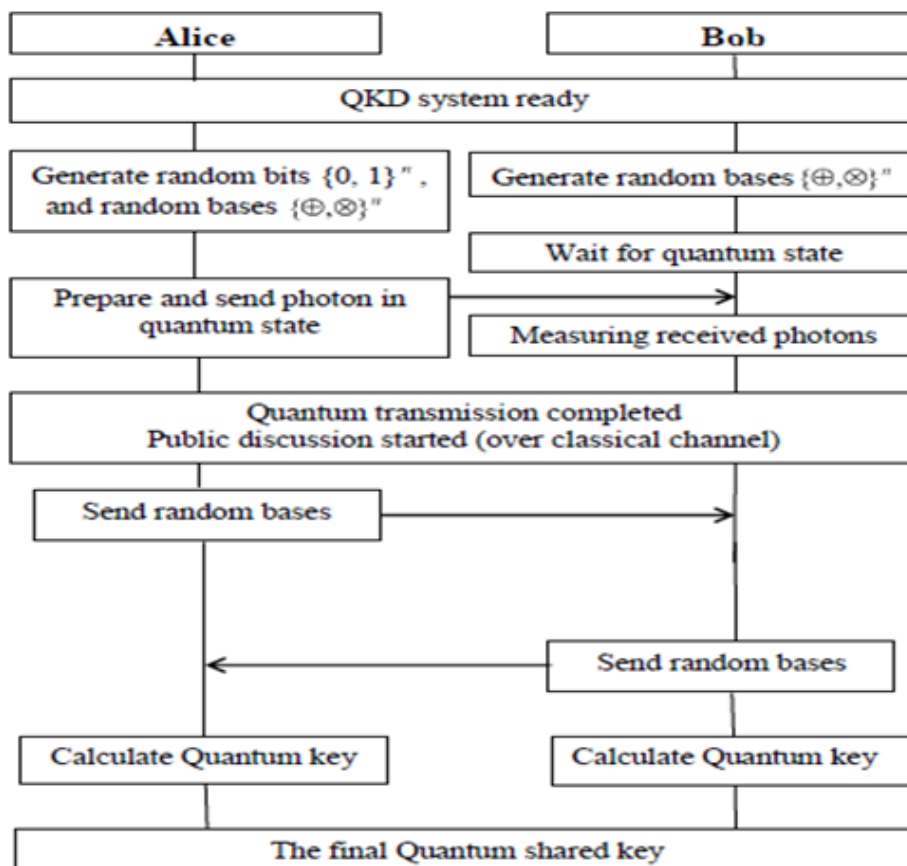 Alice
Bob
QKD system ready
Generate random bits {0, 1}ⁿ ,
and random bases {⊕,⊗}ⁿ
Generate random bases {⊕,⊗}ⁿ
Wait for quantum state
Prepare and send photon in
quantum state
Measuring received photons
Quantum transmission completed
Public discussion started (over classical channel)
Send random bases
Send random bases
Calculate Quantum key
Calculate Quantum key
The final Quantum shared key